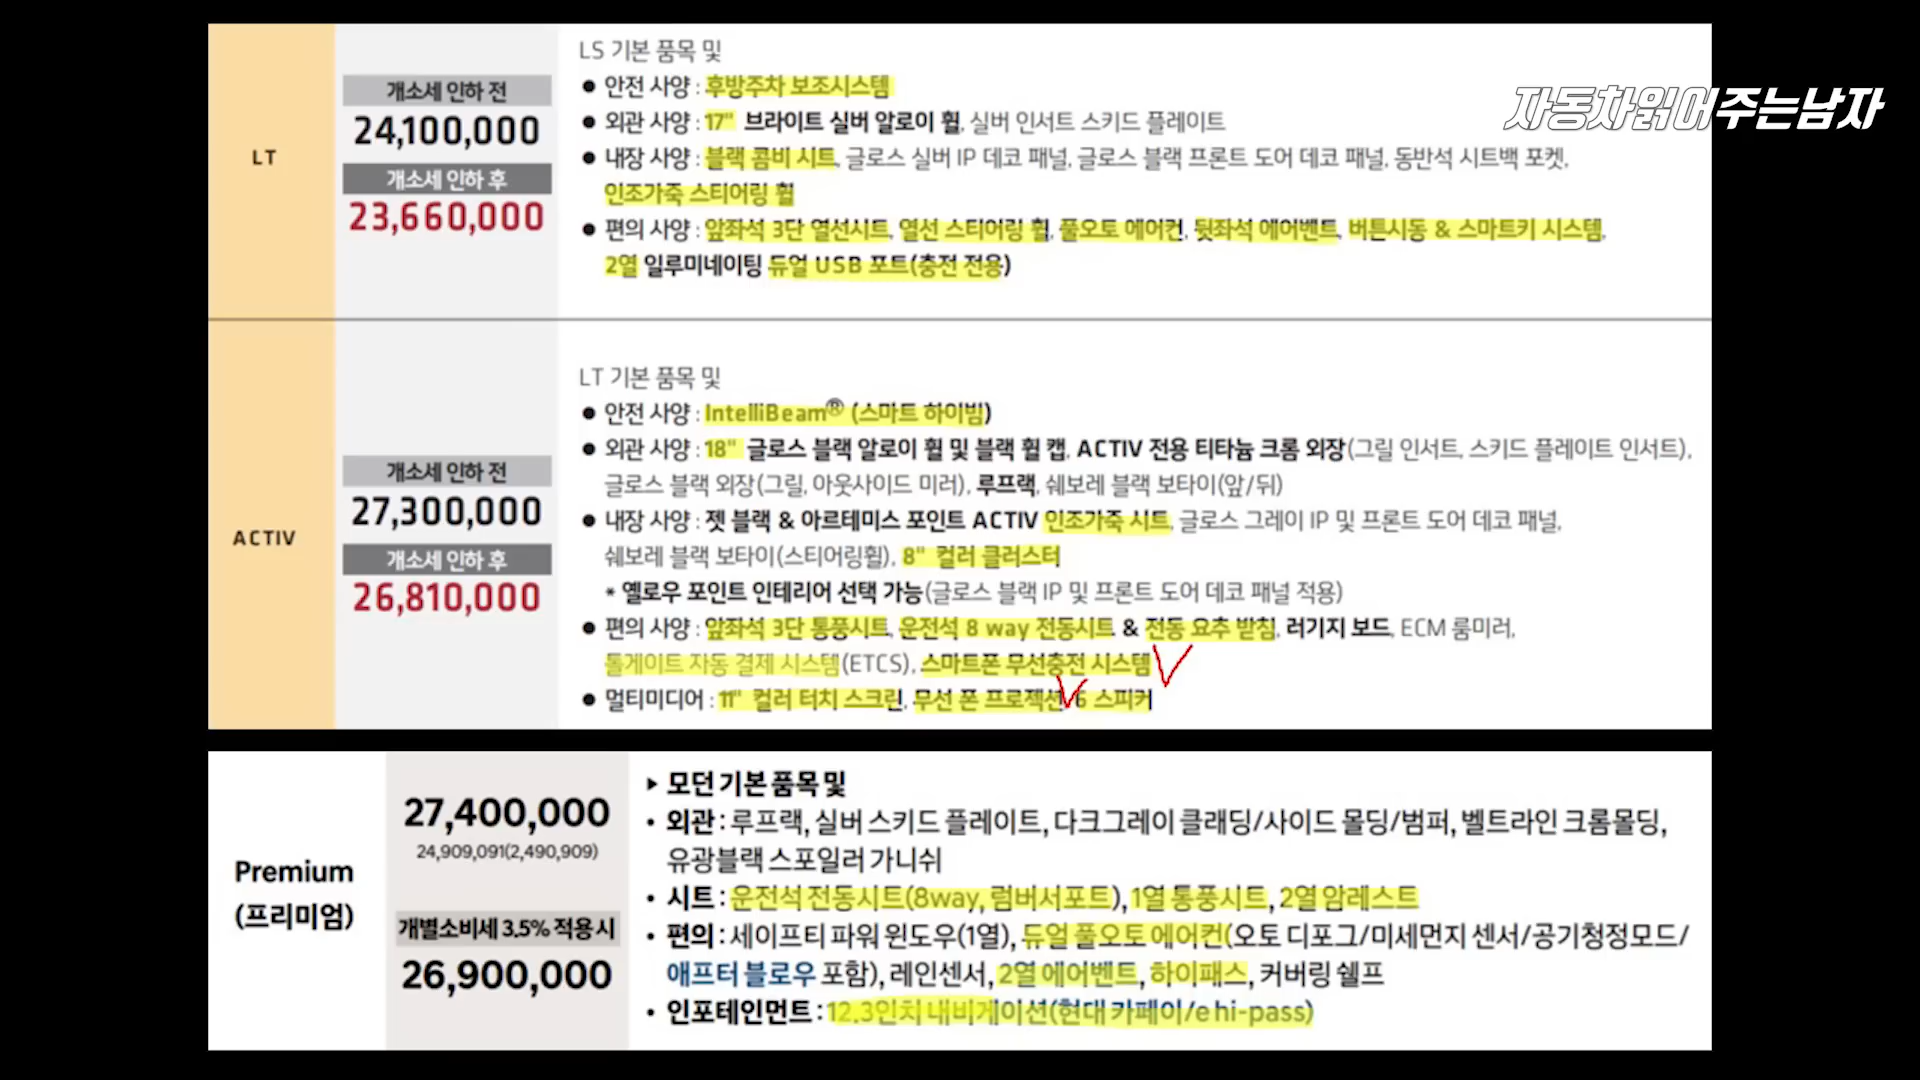 자동차읽어주는남자
LT
개소세 인하 전
24,100,000
개소세 인하 후
23,660,000
LS 기본 품목 및
● 안전 사양 : 후방주차 보조시스템
● 외관 사양 : 17" 브라이트 실버 알로이 휠, 실버 인서트 스키드 플레이트
● 내장 사양 : 블랙 콤비 시트, 글로스 실버 IP 데코 패널, 글로스 블랙 프론트 도어 데코 패널, 동반석 시트백 포켓,
인조가죽 스티어링 휠
● 편의 사양 : 앞좌석 3단 열선시트, 열선 스티어링 휠, 풀오토 에어컨, 뒷좌석 에어벤트, 버튼시동 & 스마트키 시스템,
2열 일루미네이팅 듀얼 USB 포트(충전 전용)
ACTIV
개소세 인하 전
27,300,000
개소세 인하 후
26,810,000
LT 기본 품목 및
● 안전 사양 : IntelliBeam® (스마트 하이빔)
● 외관 사양 : 18" 글로스 블랙 알로이 휠 및 블랙 휠 캡, ACTIV 전용 티타늄 크롬 외장(그릴 인서트, 스키드 플레이트 인서트),
글로스 블랙 외장(그릴, 아웃사이드 미러), 루프랙, 쉐보레 블랙 보타이(앞/뒤)
● 내장 사양 : 젯 블랙 & 아르테미스 포인트 ACTIV 인조가죽 시트, 글로스 그레이 IP 및 프론트 도어 데코 패널,
쉐보레 블랙 보타이(스티어링휠), 8" 컬러 클러스터
* 옐로우 포인트 인테리어 선택 가능(글로스 블랙 IP 및 프론트 도어 데코 패널 적용)
● 편의 사양 : 앞좌석 3단 통풍시트, 운전석 8 way 전동시트 & 전동 요추 받침, 러기지 보드, ECM 룸미러,
톨게이트 자동 결제 시스템(ETCS), 스마트폰 무선충전 시스템
● 멀티미디어 : 11" 컬러 터치 스크린, 무선 폰 프로젝션, 6 스피커
Premium
(프리미엄)
27,400,000
24,909,091(2,490,909)
개별소비세 3.5% 적용 시
26,900,000
▶ 모던 기본 품목 및
• 외관 : 루프랙, 실버 스키드 플레이트, 다크그레이 클래딩/사이드 몰딩/범퍼, 벨트라인 크롬몰딩,
유광블랙 스포일러 가니쉬
• 시트 : 운전석 전동시트(8way, 럼버서포트), 1열 통풍시트, 2열 암레스트
• 편의 : 세이프티 파워 윈도우(1열), 듀얼 풀오토 에어컨(오토 디포그/미세먼지 센서/공기청정모드/
애프터 블로우 포함), 레인센서, 2열 에어벤트, 하이패스, 커버링 쉘프
• 인포테인먼트 : 12.3인치 내비게이션(현대 카페이/e hi-pass)